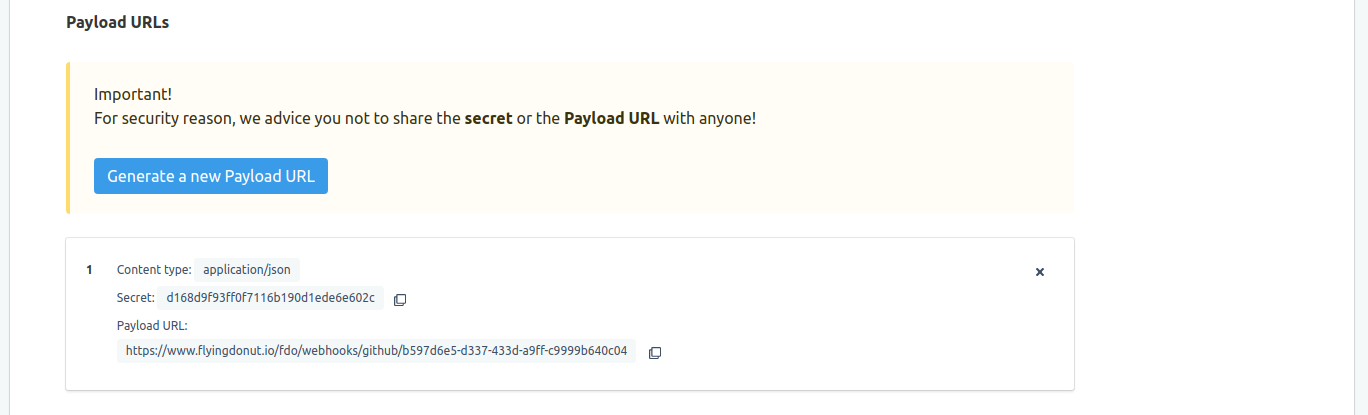 Payload URLs
Important!
For security reason, we advice you not to share the secret or the Payload URL with anyone!
Generate a new Payload URL
1 Content type: application/json
Secret: d168d9f93ff0f7116b190d1ede6e602c
Payload URL:
https://www.flyingdonut.io/fdo/webhooks/github/b597d6e5-d337-433d-a9ff-c9999b640c04